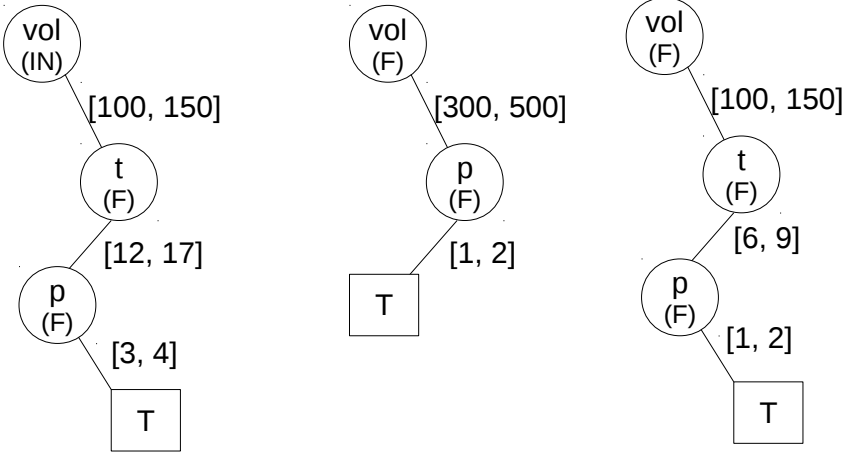 vol
(IN)
[100, 150]
t
(F)
[12, 17]
p
(F)
[3, 4]
T
vol
(F)
[300, 500]
p
(F)
[1, 2]
T
vol
(F)
[100, 150]
t
(F)
[6, 9]
p
(F)
[1, 2]
T